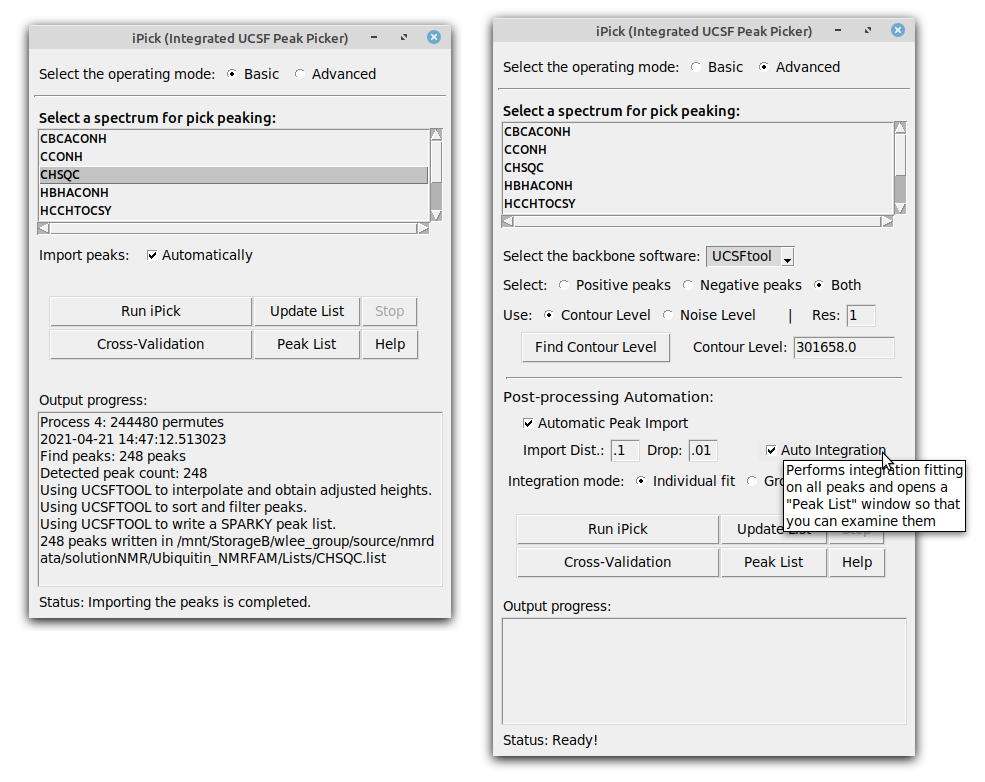 iPick (Integrated UCSF Peak Picker)
Select the operating mode: Basic Advanced
Select a spectrum for pick peaking:
CBCACONH
CCONH
CHSQC
HBHACONH
HCCHTOCSY
Import peaks: Automatically
Run iPick Update List Stop
Cross-Validation Peak List Help
Output progress:
Process 4: 244480 permutes
2021-04-21 14:47:12.513023
Find peaks: 248 peaks
Detected peak count: 248
Using UCSFTOOL to interpolate and obtain adjusted heights.
Using UCSFTOOL to sort and filter peaks.
Using UCSFTOOL to write a SPARKY peak list.
248 peaks written in /mnt/StorageB/wlee_group/source/nmrd
ata/solutionNMR/Ubiquitin_NMRFAM/Lists/CHSQC.list
Status: Importing the peaks is completed.
iPick (Integrated UCSF Peak Picker)
Select the operating mode: Basic Advanced
Select a spectrum for pick peaking:
CBCACONH
CCONH
CHSQC
HBHACONH
HCCHTOCSY
Select the backbone software: UCSFtool
Select: Positive peaks Negative peaks Both
Use: Contour Level Noise Level | Res: 1
Find Contour Level Contour Level: 301658.0
Post-processing Automation:
Automatic Peak Import
Import Dist.: .1 Drop: .01 Auto Integration
Performs integration fitting
on all peaks and opens a
"Peak List" window so that
you can examine them
Integration mode: Individual fit
Run iPick
Cross-Validation Peak List Help
Output progress:
Status: Ready!